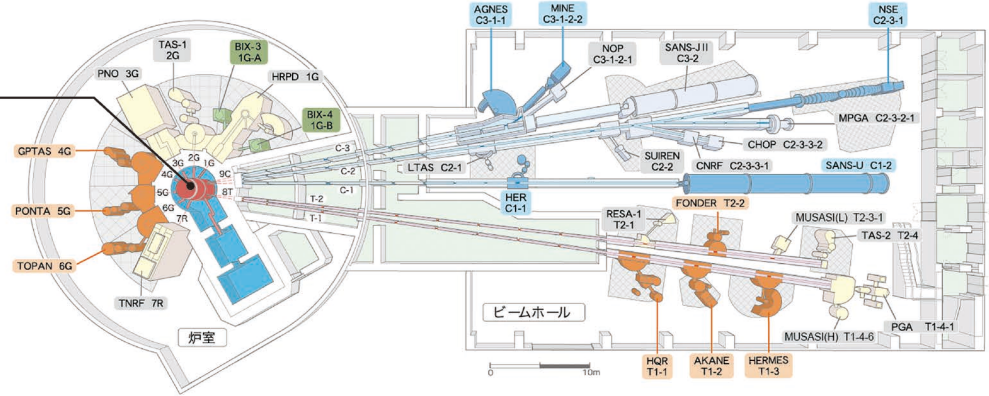 AGNES
C3-1-1
MINE
C3-1-2-2
NSE
C2-3-1
TAS-1
2G
BIX-3
1G-A
NOP
C3-1-2-1
SANS-JII
C3-2
PNO 3G
HRPD 1G
BIX-4
1G-B
MPGA C2-3-2-1
CHOP C2-3-3-2
GPTAS 4G
3G
2G
1G
4G
9C
C-3
C-2
C-1
LTAS C2-1
SUIREN
C2-2
CNRF C2-3-3-1
SANS-U C1-2
5G
8T
HER
C1-1
PONTA 5G
6G
7R
T-2
T-1
RESA-1
T2-1
FONDER T2-2
MUSASI(L) T2-3-1
TAS-2 T2-4
TOPAN 6G
TNRF 7R
炉室
ビームホール
PGA T1-4-1
MUSASI(H) T1-4-6
HQR
T1-1
AKANE
T1-2
HERMES
T1-3
0
10m